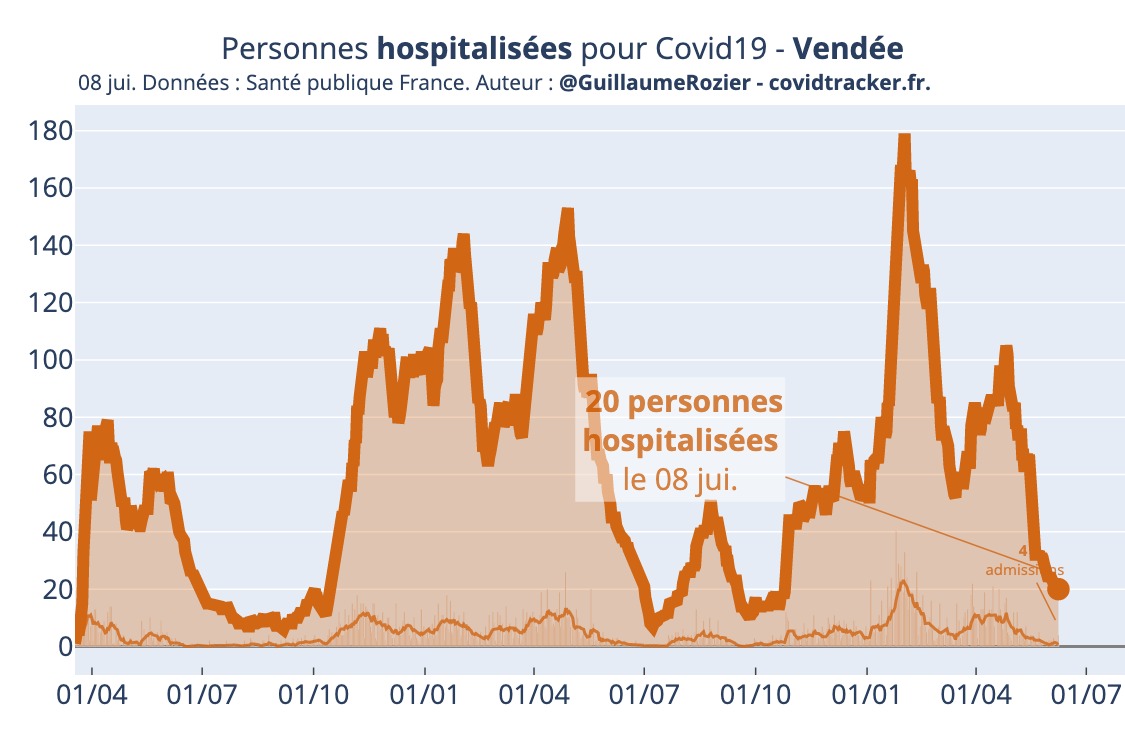 Personnes hospitalisées pour Covid19 - Vendée
08 jui. Données : Santé publique France. Auteur : @GuillaumeRozier - covidtracker.fr.
180
160
140
120
100
80
60
40
20
0
20 personnes
hospitalisées
le 08 jui.
4
admissions
01/04 01/07 01/10 01/01 01/04 01/07 01/10 01/01 01/04 01/07